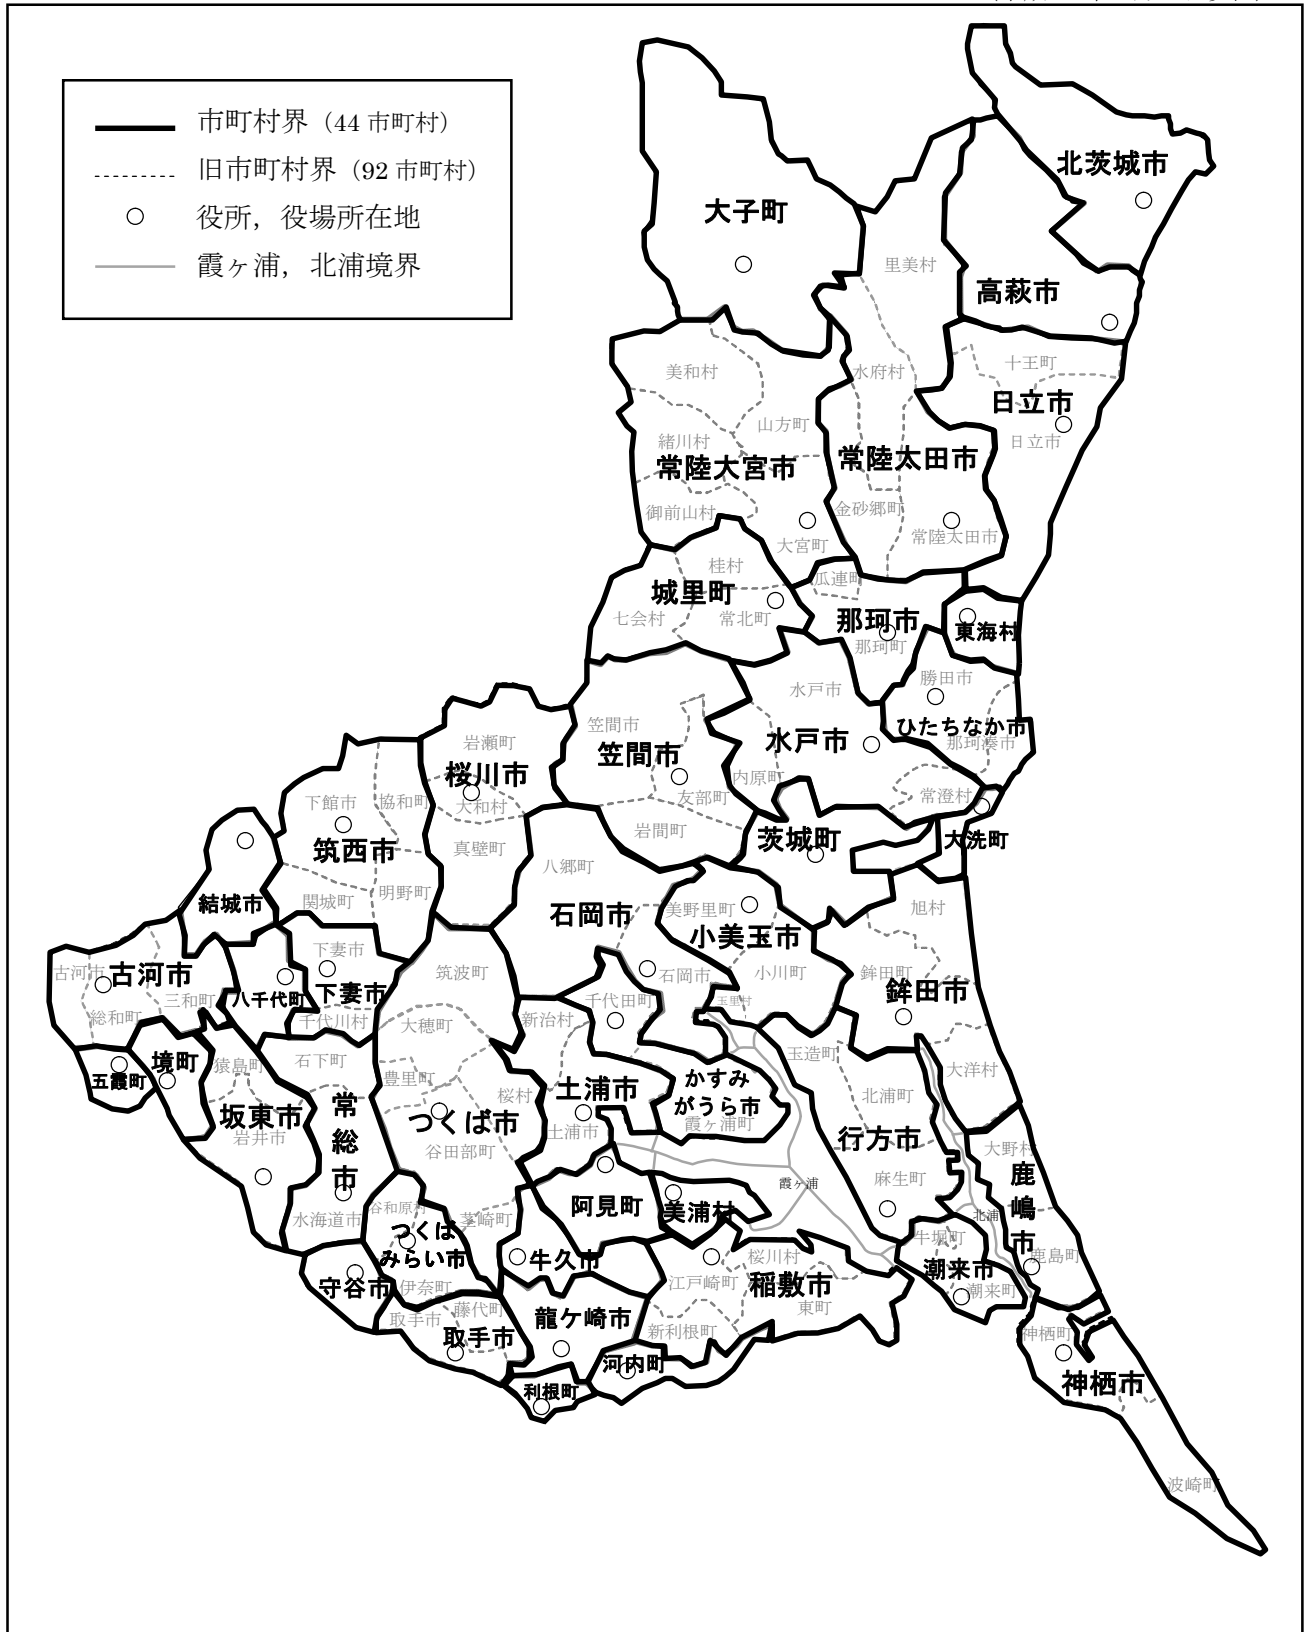 市町村界（44 市町村）
旧市町村界（92 市町村）
役所，役場所在地
霞ヶ浦，北浦境界
北茨城市
大子町
里美村
高萩市
十王町
美和村
水府村
日立市
山方町
日立市
緒川村
常陸大宮市
常陸太田市
御前山村
金砂郷町
大宮町
常陸太田市
桂村
瓜連町
城里町
七会村
常北町
那珂市
那珂町
東海村
勝田市
水戸市
笠間市
ひたちなか市
那珂湊市
岩瀬町
笠間市
水戸市
桜川市
内原町
下館市
協和町
大和村
友部町
常澄村
岩間町
茨城町
大洗町
筑西市
真壁町
八郷町
関城町
明野町
結城市
石岡市
美野里町
旭村
小美玉市
下妻市
古河市
古河市
筑波町
石岡市
小川町
鉾田町
鉾田市
三和町
八千代町
下妻市
千代田町
玉里村
総和町
千代川村
大穂町
新治村
玉造町
境町
猿島町
石下町
大洋村
五霞町
豊里町
桜村
土浦市
かすみ
がうら市
北浦町
坂東市
常総市
つくば市
霞ヶ浦町
岩井市
土浦市
行方市
谷田部町
大野村
霞ヶ浦
麻生町
鹿嶋市
阿見町
美浦村
水海道市
谷和原村
茎崎町
北浦
つくば
みらい市
牛久市
桜川村
牛堀町
鹿島町
守谷市
伊奈町
江戸崎町
稲敷市
潮来市
潮来町
取手市
藤代町
龍ケ崎市
東町
取手市
新利根町
神栖町
河内町
利根町
神栖市
波崎町